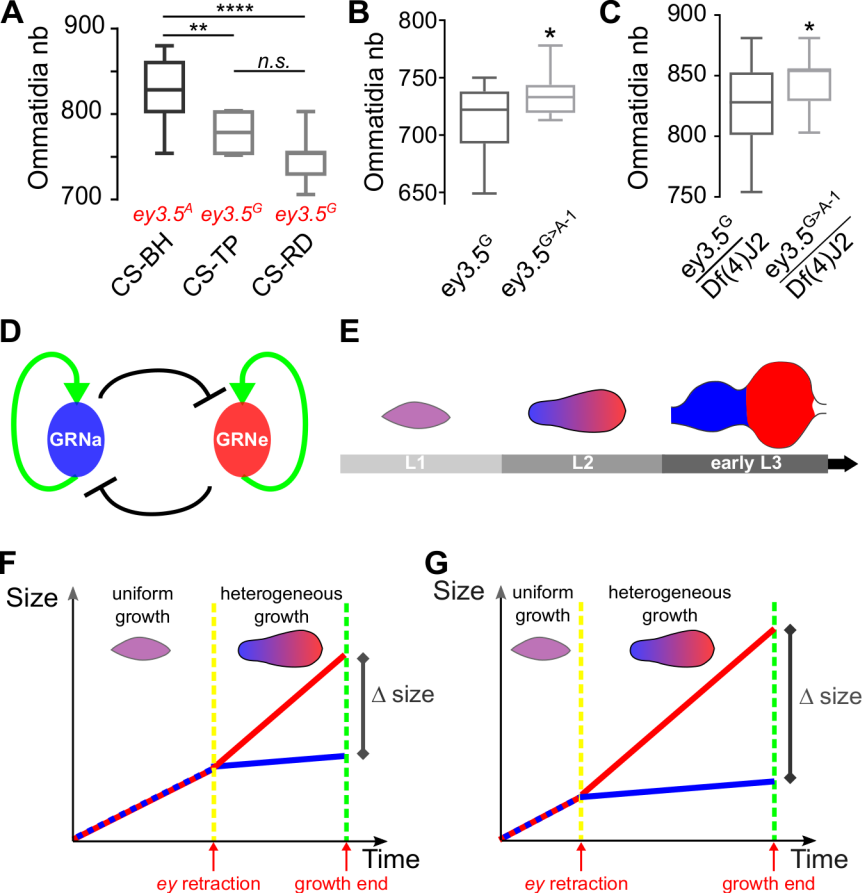 A
Ommatidia nb
900
800
700
****
**
n.s.
ey3.5A
ey3.5G
ey3.5G
CS-BH
CS-TP
CS-RD
B
Ommatidia nb
800
750
700
650
*
ey3.5G
ey3.5G>A-1
C
Ommatidia nb
900
850
800
750
*
ey3.5G
Df(4)J2
ey3.5G>A-1
Df(4)J2
D
GRNa
GRNe
E
L1
L2
early L3
F
Size
uniform
growth
heterogeneous
growth
Δ size
Time
ey retraction
growth end
G
Size
uniform
growth
heterogeneous
growth
Δ size
Time
ey retraction
growth end